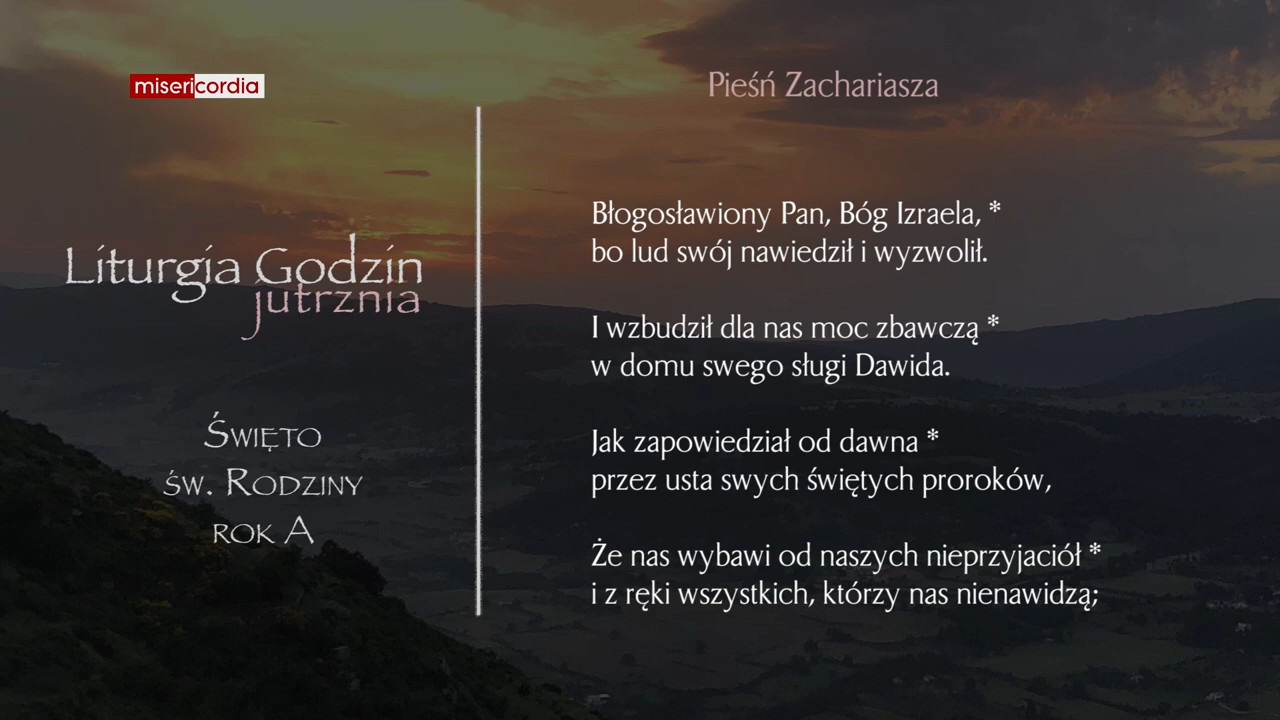 misericordia
Pieśń Zachariasza
Liturgia Godzin
jutrznia
Święto
św. Rodziny
rok A
Błogosławiony Pan, Bóg Izraela, *
bo lud swój nawiedził i wyzwolił.
I wzbudził dla nas moc zbawczą *
w domu swego sługi Dawida.
Jak zapowiedział od dawna *
przez usta swych świętych proroków,
Że nas wybawi od naszych nieprzyjaciół *
i z ręki wszystkich, którzy nas nienawidzą;